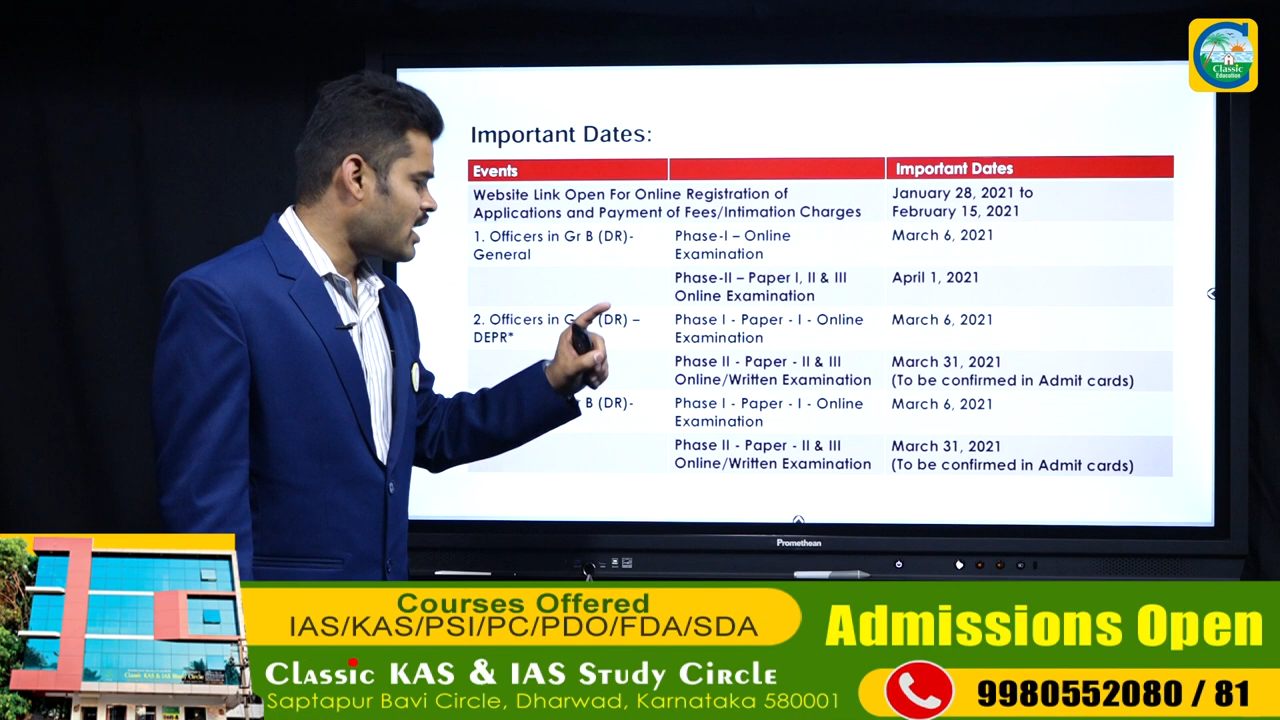 Classic
Education
Important Dates:
Events
Important Dates
Website Link Open For Online Registration of
Applications and Payment of Fees/Intimation Charges
January 28, 2021 to
February 15, 2021
1. Officers in Gr B (DR)-
General
Phase-I – Online
Examination
March 6, 2021
Phase-II – Paper I, II & III
Online Examination
April 1, 2021
2. Officers in (DR) –
DEPR*
Phase I - Paper - I - Online
Examination
March 6, 2021
Phase II - Paper - II & III
Online/Written Examination
March 31, 2021
(To be confirmed in Admit cards)
B (DR)-
Phase I - Paper - I - Online
Examination
March 6, 2021
Phase II - Paper - II & III
Online/Written Examination
March 31, 2021
(To be confirmed in Admit cards)
Promethean
Courses Offered
IAS/KAS/PSI/PC/PDO/FDA/SDA
Classic KAS & IAS Study Circle
Saptapur Bavi Circle, Dharwad, Karnataka 580001
Admissions Open
9980552080 / 81
Classic KAS & IAS Study Circle